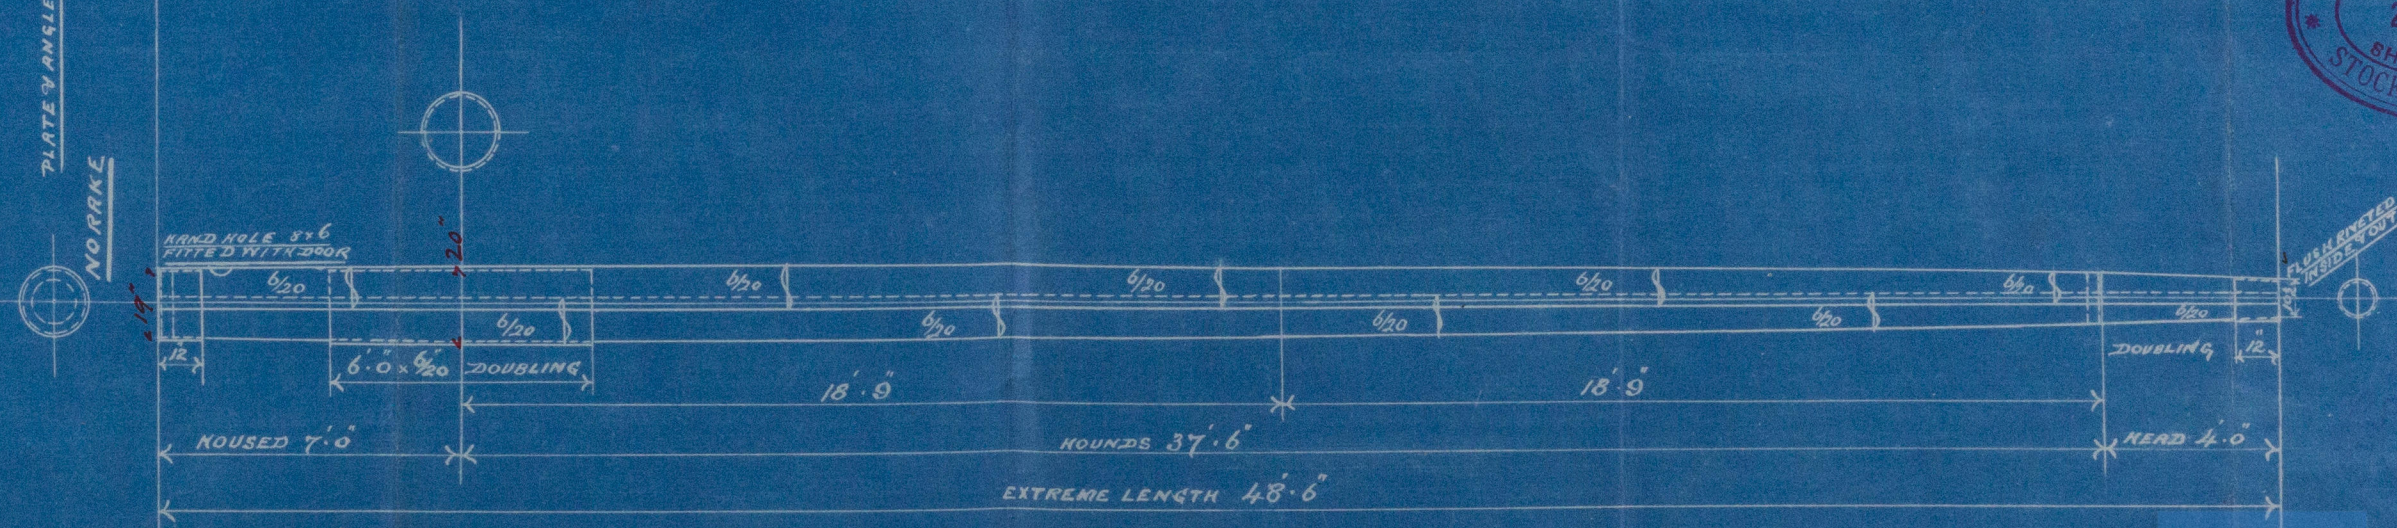 PLATE & ANGLE
NO RAKE
HAND HOLE 8x6
FITTED WITH DOOR
19"
20"
6/20
6/20
6/20
6/20
6/20
6/20
6/20
6/20
6/20
6/20
6/20
12"
6'.0" x 6/20" DOUBLING
DOUBLING
12"
FLUSH RIVETED
INSIDE & OUT
18'.9"
18'.9"
HOUSED 7'.0"
HOUNDS 37'.6"
HEAD 4'.0"
EXTREME LENGTH 48'.6"